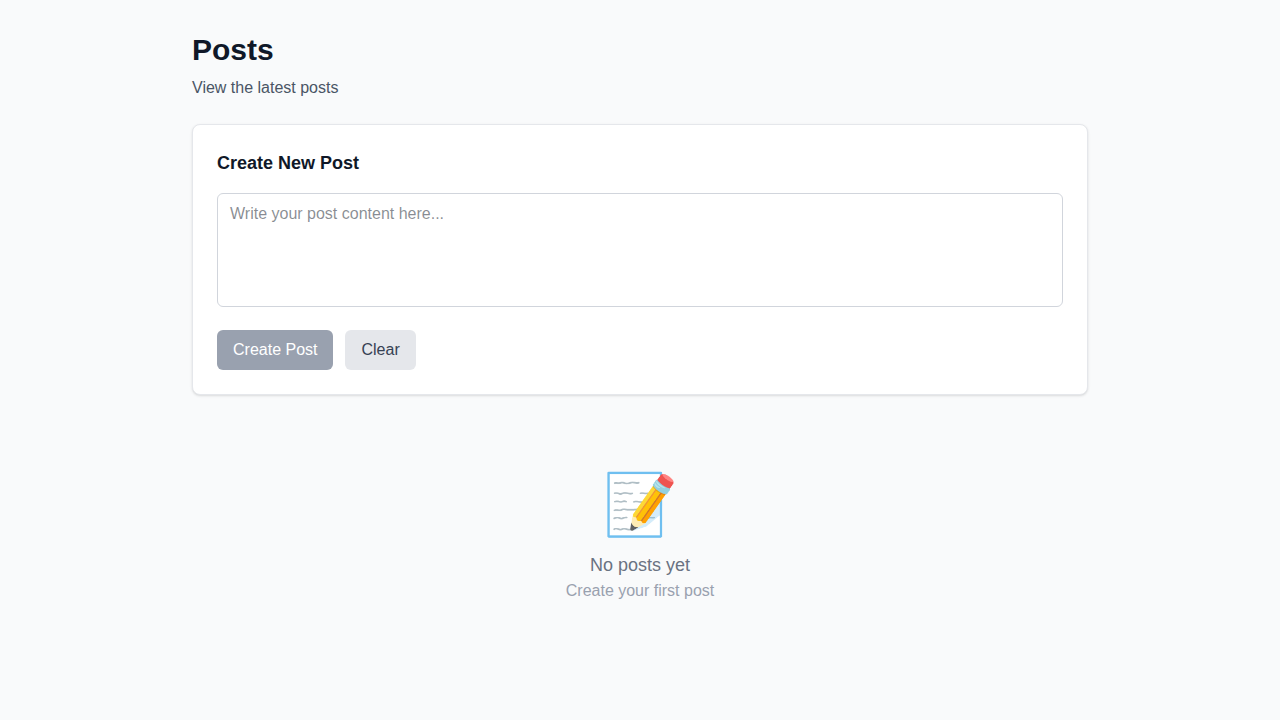 Posts
View the latest posts
Create New Post
Write your post content here...
Create Post
Clear
No posts yet
Create your first post